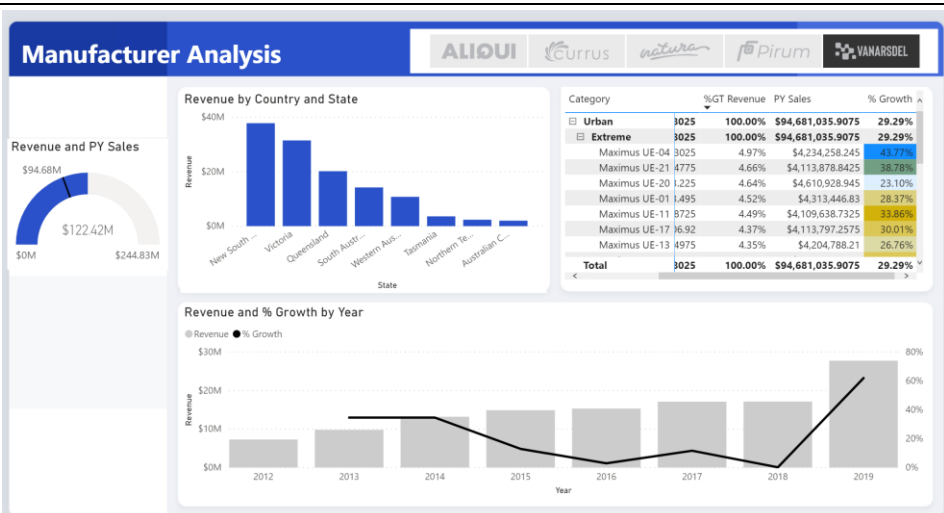 Manufacturer Analysis
ALIQUI
Currus
natura
Pirum
VANARSDEL
Revenue and PY Sales
$94.68M
$122.42M
$0M $244.83M
Revenue by Country and State
$40M
$20M
$0M
Revenue
New South ... Victoria Queensland South Austr... Western Aus... Tasmania Northern Te... Australian C...
State
Category %GT Revenue PY Sales % Growth
Urban 3025 100.00% $94,681,035.9075 29.29%
Extreme 3025 100.00% $94,681,035.9075 29.29%
Maximus UE-04 3025 4.97% $4,234,258.245 43.77%
Maximus UE-21 4775 4.66% $4,113,878.8425 38.78%
Maximus UE-20 .225 4.64% $4,610,928.945 23.10%
Maximus UE-01 .495 4.52% $4,313,446.83 28.37%
Maximus UE-11 8725 4.49% $4,109,638.7325 33.86%
Maximus UE-17 06.92 4.37% $4,113,797.2575 30.01%
Maximus UE-13 4975 4.35% $4,204,788.21 26.76%
Total 3025 100.00% $94,681,035.9075 29.29%
Revenue and % Growth by Year
Revenue % Growth
$30M 80%
60%
$20M
40%
$10M
20%
$0M 0%
Revenue
2012 2013 2014 2015 2016 2017 2018 2019
Year